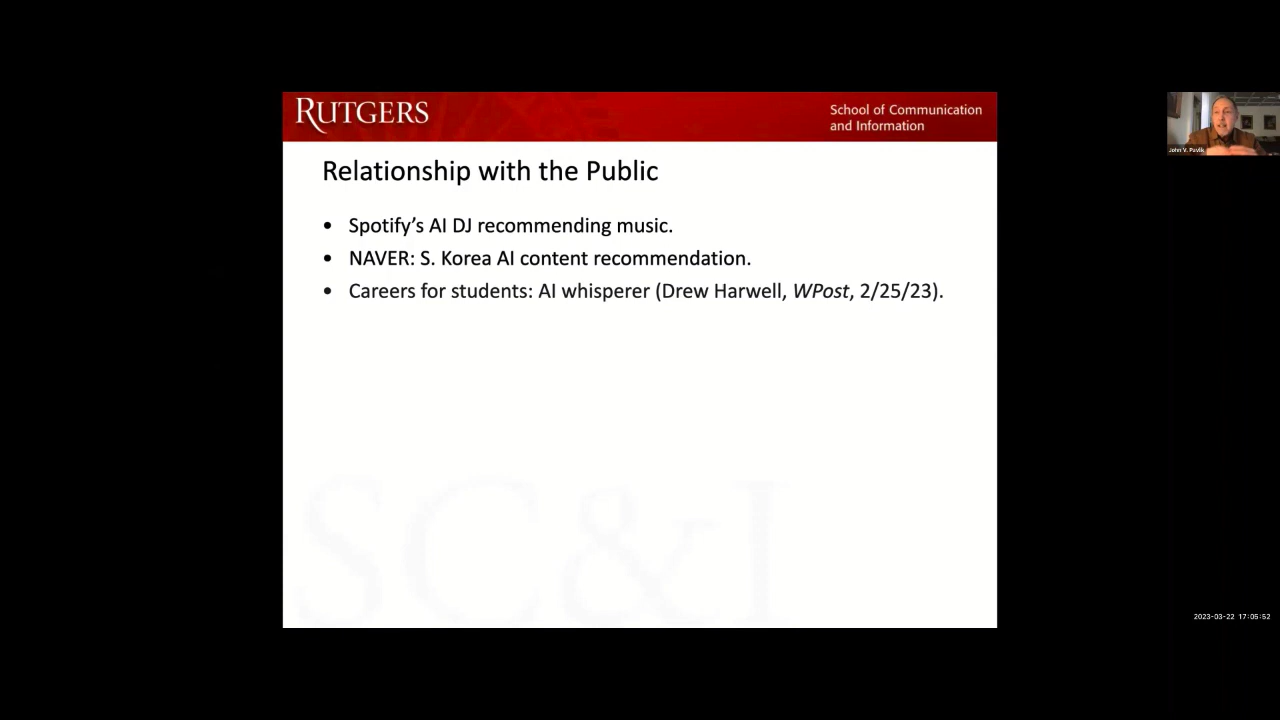 RUTGERS
School of Communication
and Information
Relationship with the Public
• Spotify’s AI DJ recommending music.
• NAVER: S. Korea AI content recommendation.
• Careers for students: AI whisperer (Drew Harwell, WPost, 2/25/23).
SC&I
John V. Pavlik
2023-03-22 17:05:52